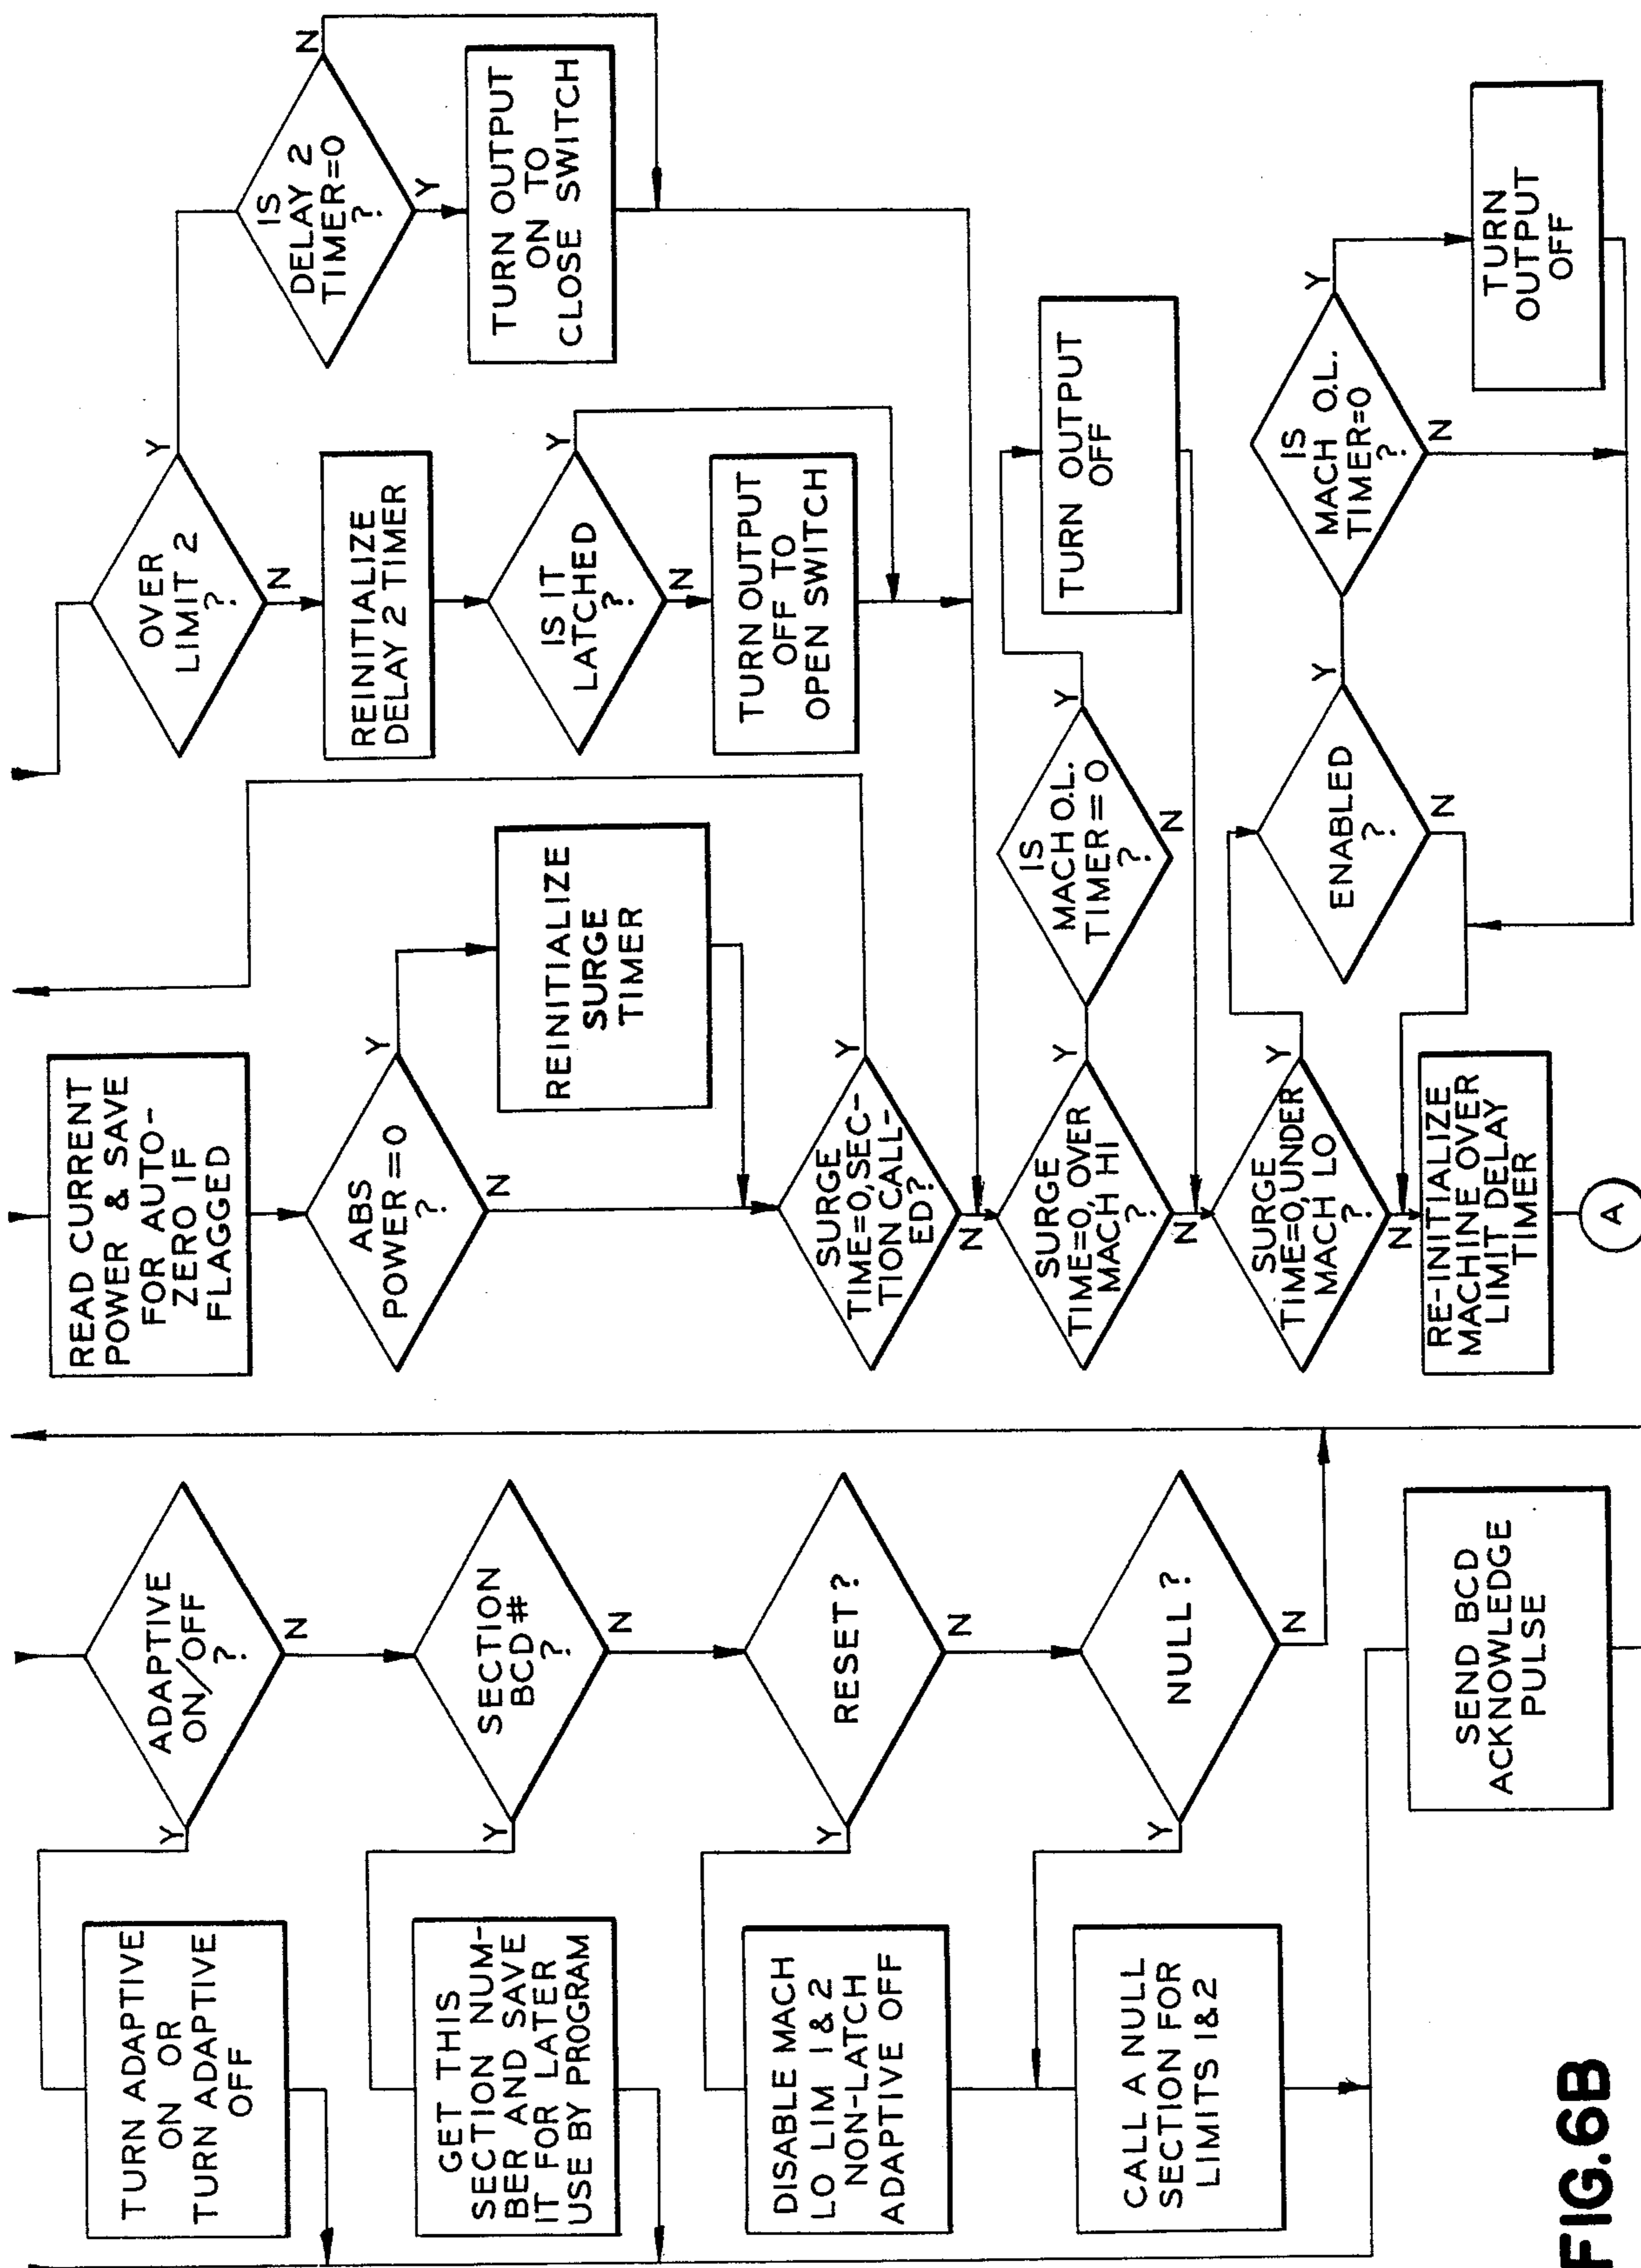 ADAPTIVE
ON/OFF
?
Y
N
TURN ADAPTIVE
ON OR
TURN ADAPTIVE
OFF
SECTION
BCD#
?
Y
N
GET THIS
SECTION NUM-
BER AND SAVE
IT FOR LATER
USE BY PROGRAM
RESET?
Y
N
DISABLE MACH
LO LIM 1&2
NON-LATCH
ADAPTIVE OFF
NULL?
Y
N
CALL A NULL
SECTION FOR
LIMITS 1&2
SEND BCD
ACKNOWLEDGE
PULSE
READ CURRENT
POWER & SAVE
FOR AUTO-
ZERO IF
FLAGGED
ABS
POWER=0
?
Y
N
REINITIALIZE
SURGE
TIMER
SURGE
TIME=0,SEC-
TION CALL-
ED?
Y
N
SURGE
TIME=0,OVER
MACH HI
?
Y
N
IS
MACH O.L.
TIMER=0
?
Y
N
TURN OUTPUT
OFF
SURGE
TIME=0,UNDER
MACH LO
?
Y
N
ENABLED
?
Y
N
IS
MACH O.L.
TIMER=0
?
Y
N
TURN
OUTPUT
OFF
RE-INITIALIZE
MACHINE OVER
LIMIT DELAY
TIMER
A
OVER
LIMIT 2
?
Y
N
REINITIALIZE
DELAY 2 TIMER
IS IT
LATCHED
?
Y
N
TURN OUTPUT
OFF TO
OPEN SWITCH
IS
DELAY 2
TIMER=0
?
N
Y
TURN OUTPUT
ON TO
CLOSE SWITCH
FIG.6B